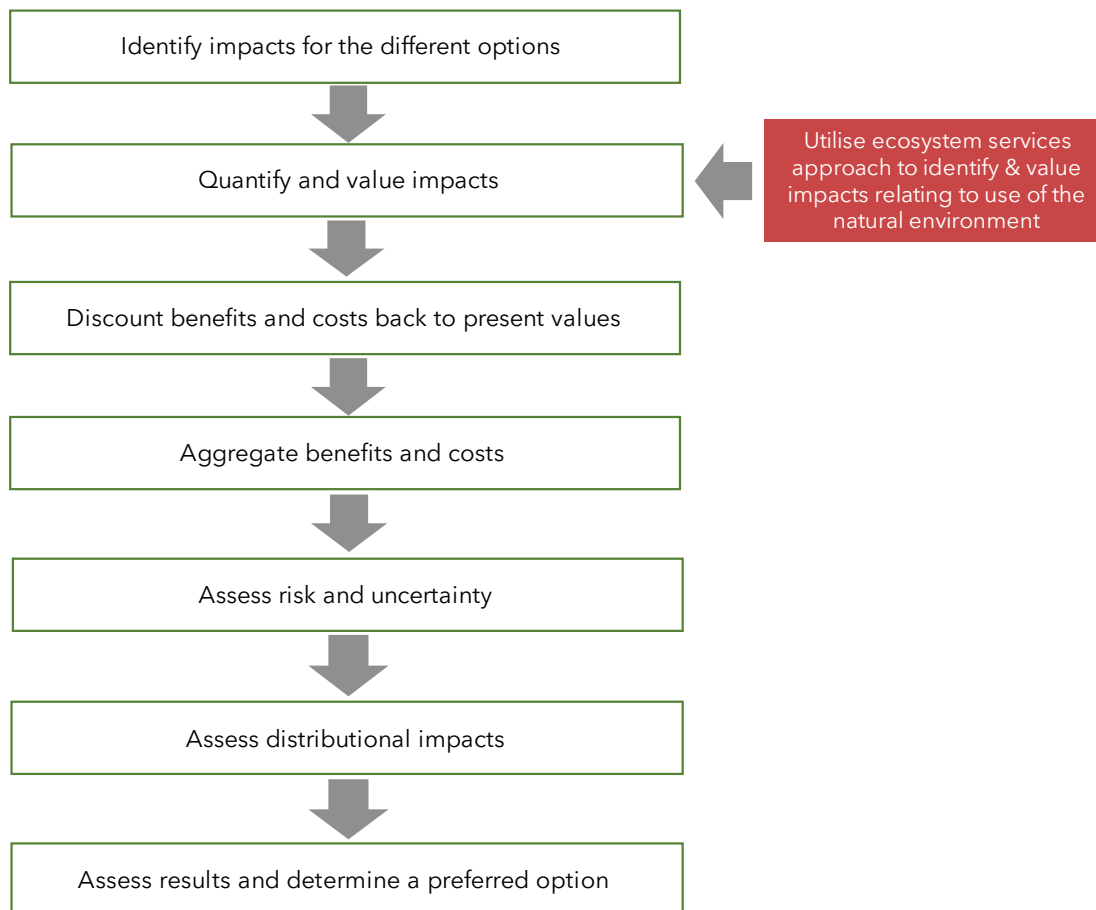 Identify impacts for the different options
Quantify and value impacts
Utilise ecosystem services
approach to identify & value
impacts relating to use of the
natural environment
Discount benefits and costs back to present values
Aggregate benefits and costs
Assess risk and uncertainty
Assess distributional impacts
Assess results and determine a preferred option